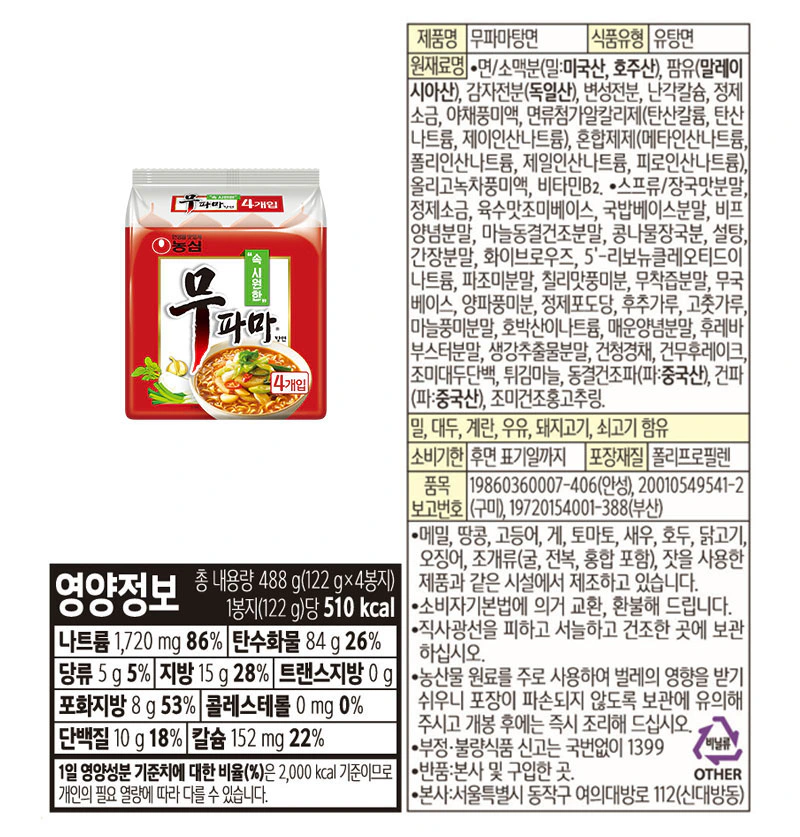 제품명 무파마탕면 식품유형 유탕면
원재료명 •면/소맥분(밀:미국산, 호주산), 팜유(말레이
시아산), 감자전분(독일산), 변성전분, 난각칼슘, 정제
소금, 야채풍미액, 면류첨가알칼리제(탄산칼륨, 탄산
나트륨, 제이인산나트륨), 혼합제제(메타인산나트륨,
폴리인산나트륨, 제일인산나트륨, 피로인산나트륨),
올리고녹차풍미액, 비타민B₂. •스프류/장국맛분말,
정제소금, 육수맛조미베이스, 국밥베이스분말, 비프
양념분말, 마늘동결건조분말, 콩나물장국분, 설탕,
간장분말, 화이브로우즈, 5'-리보뉴클레오티드이
나트륨, 파조미분말, 칠리맛풍미분, 무착즙분말, 무국
베이스, 양파풍미분, 정제포도당, 후추가루, 고춧가루,
마늘풍미분말, 호박산이나트륨, 매운양념분말, 후레바
부스터분말, 생강추출물분말, 건청경채, 건무후레이크,
조미대두단백, 튀김마늘, 동결건조파(파:중국산), 건파
(파:중국산), 조미건조홍고추링.
밀, 대두, 계란, 우유, 돼지고기, 쇠고기 함유
소비기한 후면 표기일까지 포장재질 폴리프로필렌
품목 보고번호 19860360007-406(안성), 20010549541-2
(구미), 19720154001-388(부산)
•메밀, 땅콩, 고등어, 게, 토마토, 새우, 호두, 닭고기,
오징어, 조개류(굴, 전복, 홍합 포함), 잣을 사용한
제품과 같은 시설에서 제조하고 있습니다.
•소비자기본법에 의거 교환, 환불해 드립니다.
•직사광선을 피하고 서늘하고 건조한 곳에 보관
하십시오.
•농산물 원료를 주로 사용하여 벌레의 영향을 받기
쉬우니 포장이 파손되지 않도록 보관에 유의해
주시고 개봉 후에는 즉시 조리해 드십시오.
•부정·불량식품 신고는 국번없이 1399
•반품:본사 및 구입한 곳.
•본사:서울특별시 동작구 여의대방로 112(신대방동)
비닐류
OTHER
"속 시원한"
무파마 탕면 4개입
농심
"속 시원한"
무파마 탕면
4개입
영양정보 총 내용량 488 g(122 g×4봉지)
1봉지(122 g)당 510 kcal
나트륨 1,720 mg 86% 탄수화물 84 g 26%
당류 5 g 5% 지방 15 g 28% 트랜스지방 0 g
포화지방 8 g 53% 콜레스테롤 0 mg 0%
단백질 10 g 18% 칼슘 152 mg 22%
1일 영양성분 기준치에 대한 비율(%)은 2,000 kcal 기준이므로
개인의 필요 열량에 따라 다를 수 있습니다.